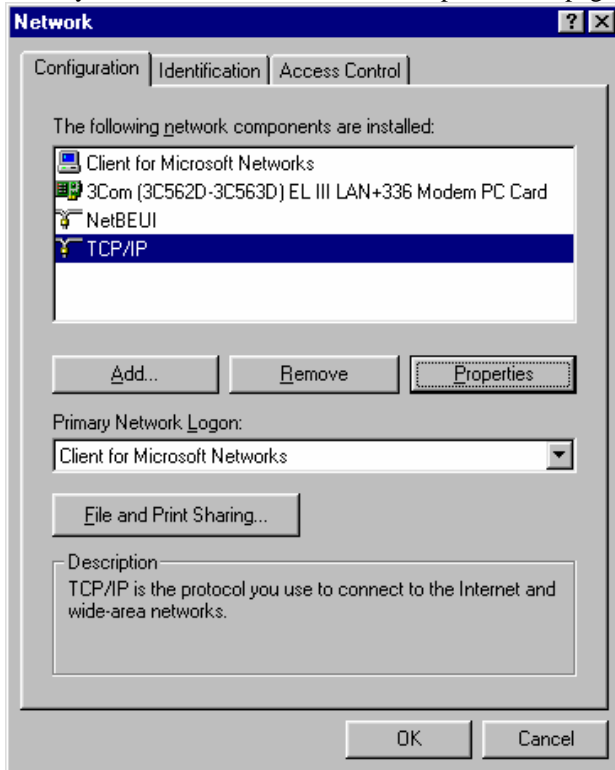 Network
Configuration Identification Access Control
The following network components are installed:
Client for Microsoft Networks
3Com (3C562D-3C563D) EL III LAN+336 Modem PC Card
NetBEUI
TCP/IP
Add... Remove Properties
Primary Network Logon:
Client for Microsoft Networks
File and Print Sharing...
Description
TCP/IP is the protocol you use to connect to the Internet and
wide-area networks.
OK Cancel